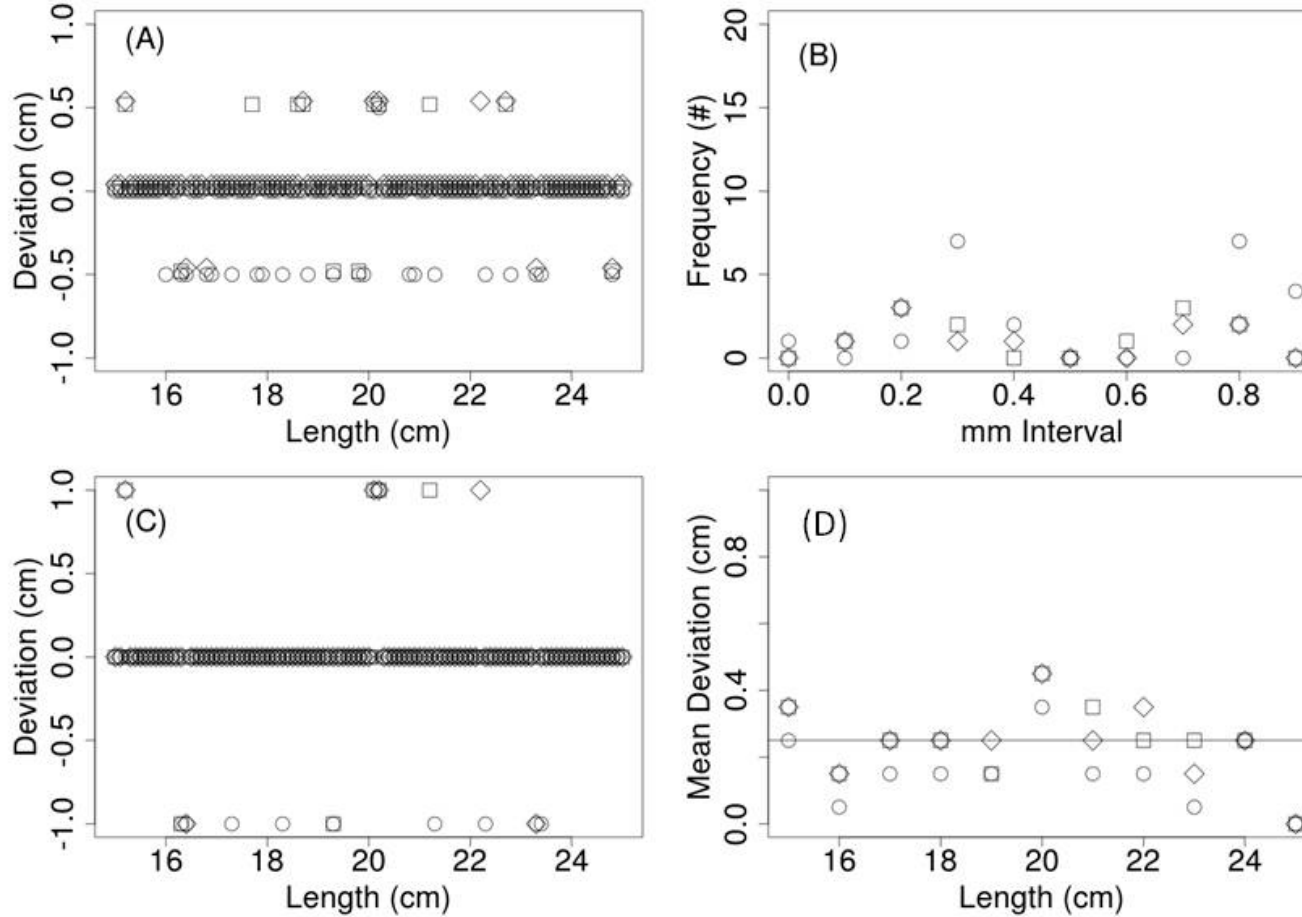 (A)
Deviation (cm)
1.0
0.5
0.0
-0.5
-1.0
16 18 20 22 24
Length (cm)
(B)
Frequency (#)
20
15
10
5
0
0.0 0.2 0.4 0.6 0.8
mm Interval
(C)
Deviation (cm)
1.0
0.5
0.0
-0.5
-1.0
16 18 20 22 24
Length (cm)
(D)
Mean Deviation (cm)
0.8
0.4
0.0
16 18 20 22 24
Length (cm)